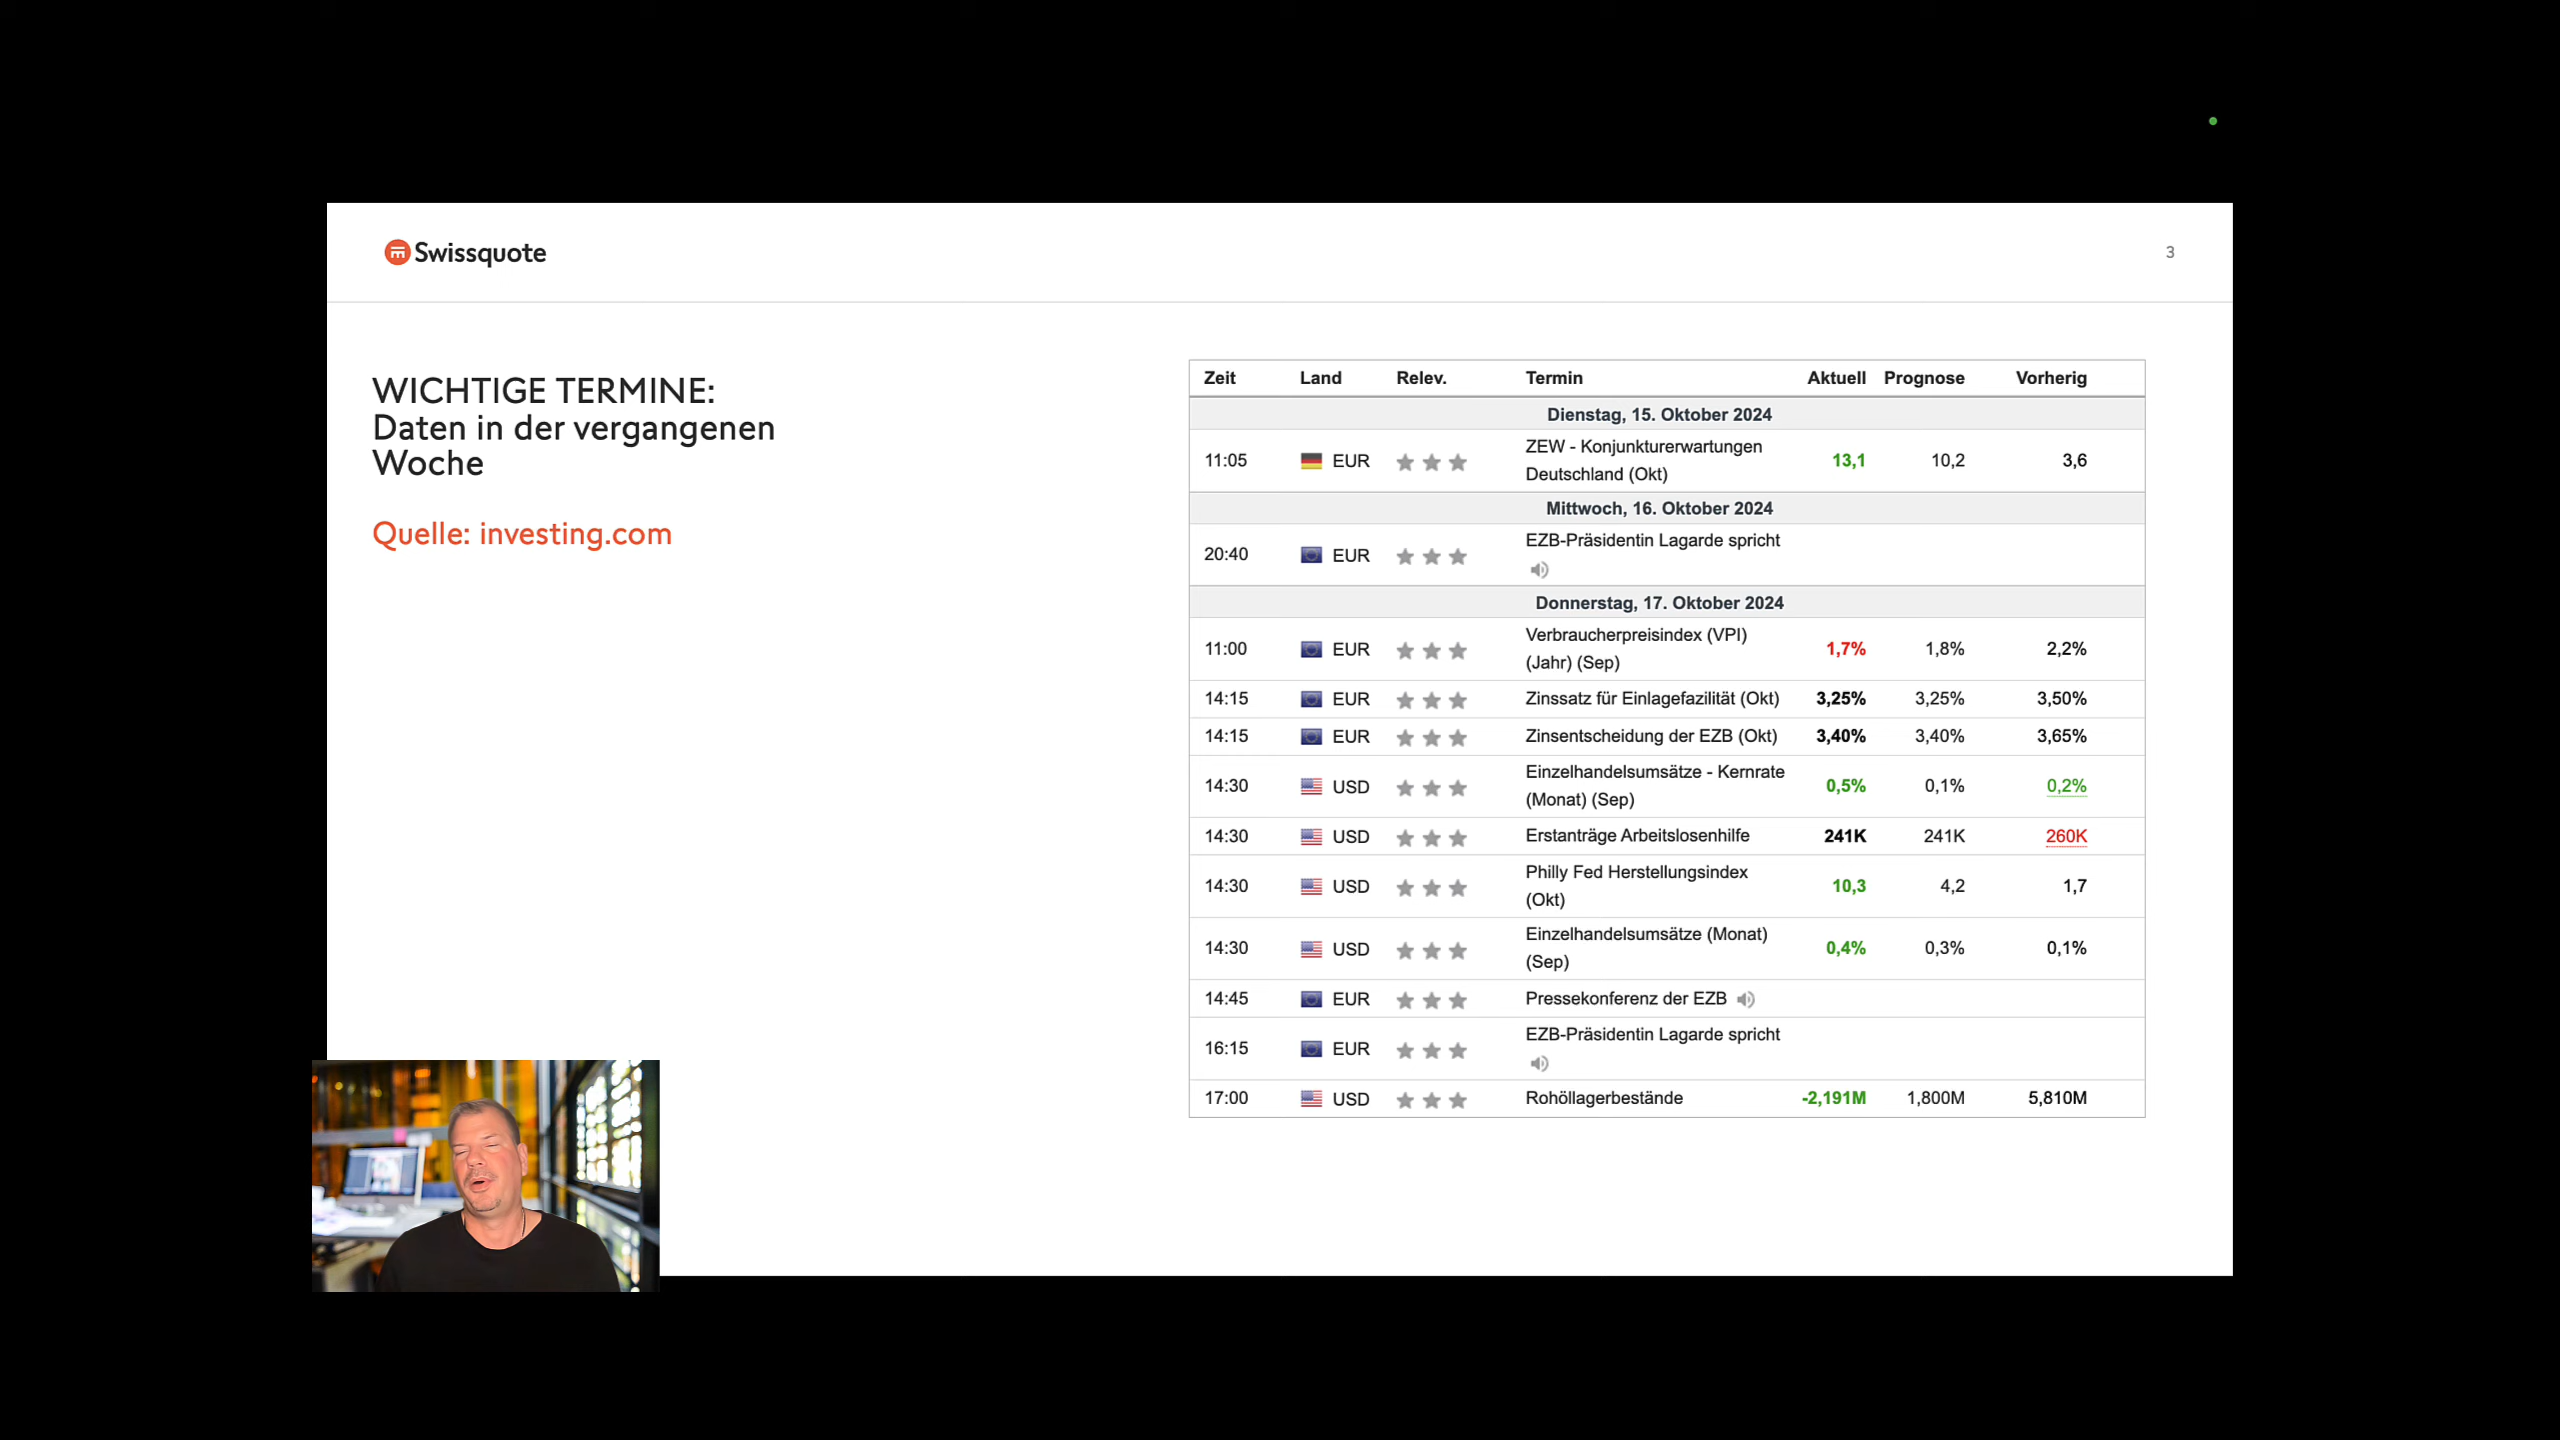 Swissquote
3
WICHTIGE TERMINE:
Daten in der vergangenen
Woche
Quelle: investing.com
Zeit Land Relev. Termin Aktuell Prognose Vorherig
Dienstag, 15. Oktober 2024
11:05 EUR ZEW - Konjunkturerwartungen Deutschland (Okt) 13,1 10,2 3,6
Mittwoch, 16. Oktober 2024
20:40 EUR EZB-Präsidentin Lagarde spricht
Donnerstag, 17. Oktober 2024
11:00 EUR Verbraucherpreisindex (VPI) (Jahr) (Sep) 1,7% 1,8% 2,2%
14:15 EUR Zinssatz für Einlagefazilität (Okt) 3,25% 3,25% 3,50%
14:15 EUR Zinsentscheidung der EZB (Okt) 3,40% 3,40% 3,65%
14:30 USD Einzelhandelsumsätze - Kernrate (Monat) (Sep) 0,5% 0,1% 0,2%
14:30 USD Erstanträge Arbeitslosenhilfe 241K 241K 260K
14:30 USD Philly Fed Herstellungsindex (Okt) 10,3 4,2 1,7
14:30 USD Einzelhandelsumsätze (Monat) (Sep) 0,4% 0,3% 0,1%
14:45 EUR Pressekonferenz der EZB
16:15 EUR EZB-Präsidentin Lagarde spricht
17:00 USD Rohöllagerbestände -2,191M 1,800M 5,810M